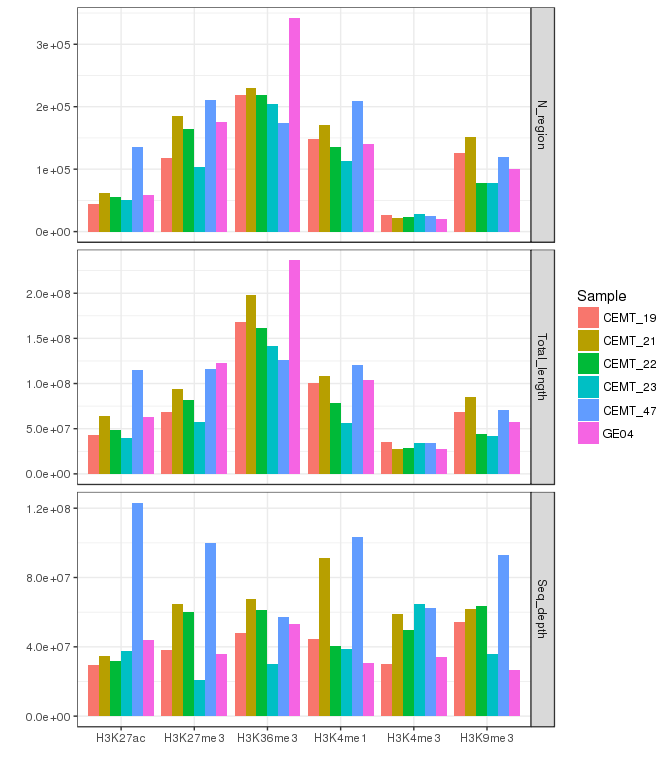 3e+05
2e+05
1e+05
0e+00
N_region
2.0e+08
1.5e+08
1.0e+08
5.0e+07
0.0e+00
Total_length
1.2e+08
8.0e+07
4.0e+07
0.0e+00
Seq_depth
H3K27ac
H3K27me3
H3K36me3
H3K4me1
H3K4me3
H3K9me3
Sample
CEMT_19
CEMT_21
CEMT_22
CEMT_23
CEMT_47
GE04